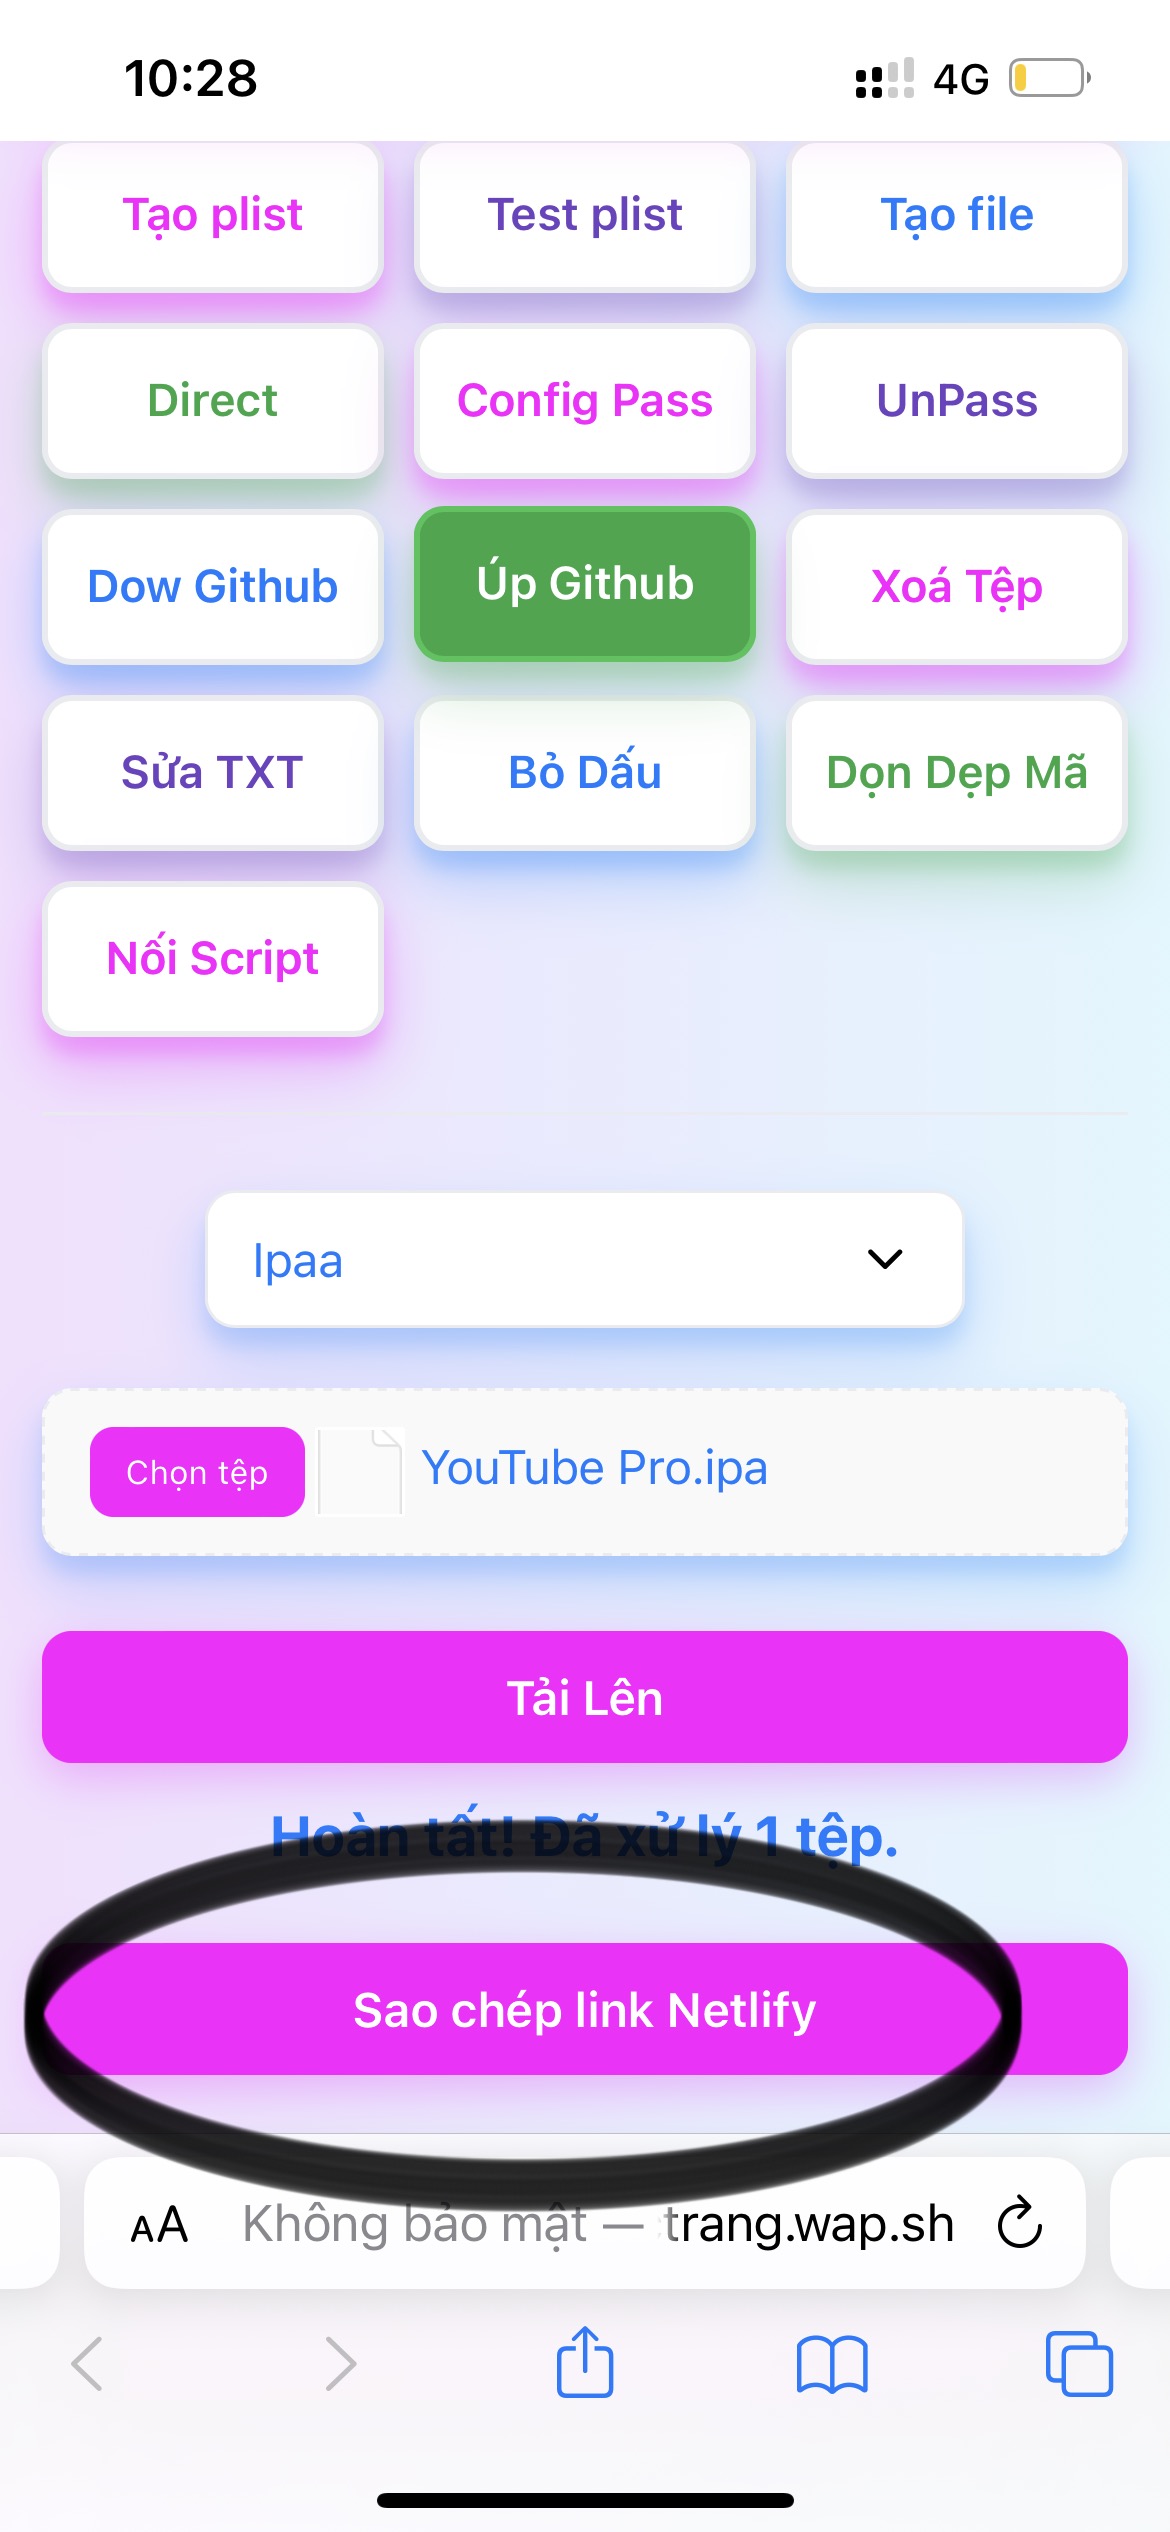 10:28 4G
Tạo plist Test plist Tạo file
Direct Config Pass UnPass
Dow Github Úp Github Xoá Tệp
Sửa TXT Bỏ Dấu Dọn Dẹp Mã
Nối Script
Ipaa
Chọn tệp YouTube Pro.ipa
Tải Lên
Hoàn tất! Đã xử lý 1 tệp.
Sao chép link Netlify
AA Không bảo mật — trang.wap.sh